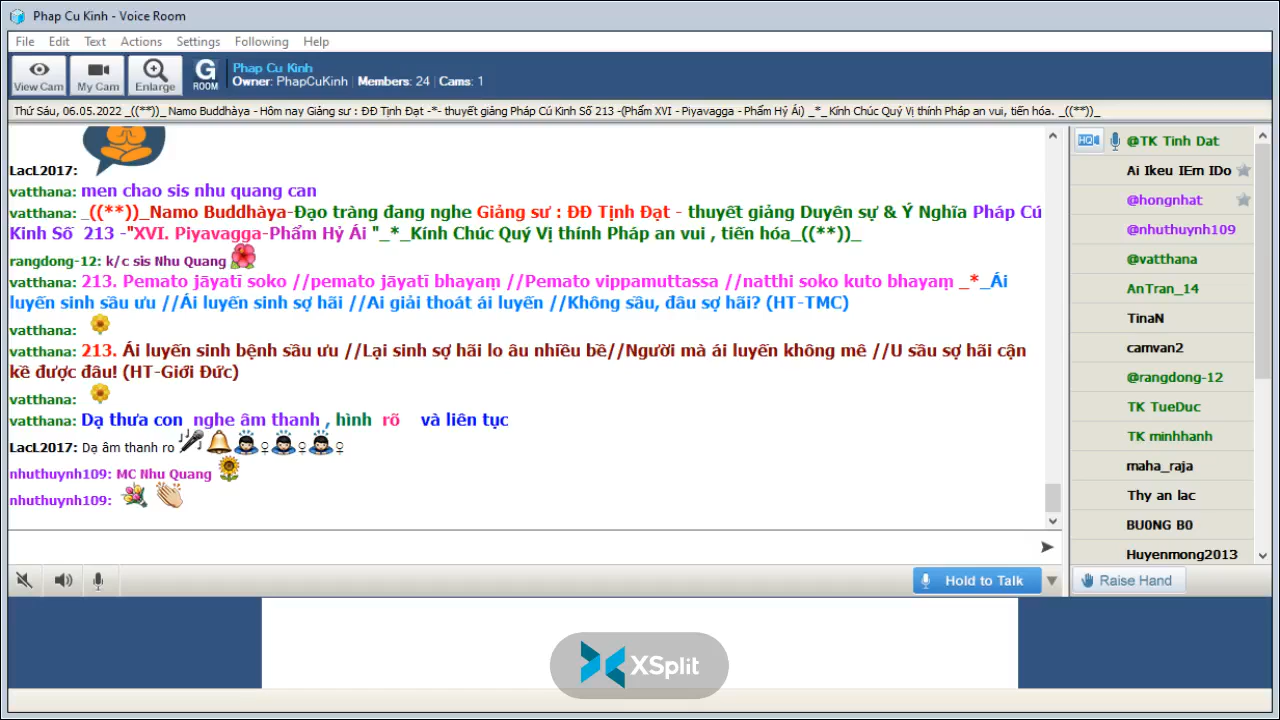 Phap Cu Kinh - Voice Room
File Edit Text Actions Settings Following Help
View Cam My Cam Enlarge G ROOM
Phap Cu Kinh
Owner: PhapCuKinh | Members: 24 | Cams: 1
Thứ Sáu, 06.05.2022 _((**))_ Namo Buddhàya - Hôm nay Giảng sư : ĐĐ Tịnh Đạt -*- thuyết giảng Pháp Cú Kinh Số 213 -(Phẩm XVI - Piyavagga - Phẩm Hỷ Ái) _*_Kính Chúc Quý Vị thính Pháp an vui, tiến hóa. _((**))_
LacL2017:
vatthana: men chao sis nhu quang can
vatthana: _((**))_Namo Buddhàya-Đạo tràng đang nghe Giảng sư : ĐĐ Tịnh Đạt - thuyết giảng Duyên sự & Ý Nghĩa Pháp Cú
Kinh Số 213 -"XVI. Piyavagga-Phẩm Hỷ Ái "_*_Kính Chúc Quý Vị thính Pháp an vui , tiến hóa_((**))_
rangdong-12: k/c sis Nhu Quang
vatthana: 213. Pemato jāyatī soko //pemato jāyatī bhayaṃ //Pemato vippamuttassa //natthi soko kuto bhayaṃ _*_Ái
luyến sinh sầu ưu //Ái luyến sinh sợ hãi //Ai giải thoát ái luyến //Không sầu, đâu sợ hãi? (HT-TMC)
vatthana:
vatthana: 213. Ái luyến sinh bệnh sầu ưu //Lại sinh sợ hãi lo âu nhiều bề//Người mà ái luyến không mê //U sầu sợ hãi cận
kề được đâu! (HT-Giới Đức)
vatthana:
vatthana: Dạ thưa con nghe âm thanh , hình rõ và liên tục
LacL2017: Dạ âm thanh ro
nhuthuynh109: MC Nhu Quang
nhuthuynh109:
Hold to Talk
HD
@TK Tinh Dat
Ai Ikeu IEm IDo
@hongnhat
@nhuthuynh109
@vatthana
AnTran_14
TinaN
camvan2
@rangdong-12
TK TueDuc
TK minhhanh
maha_raja
Thy an lac
BU0NG B0
Huyenmong2013
Raise Hand
XSplit